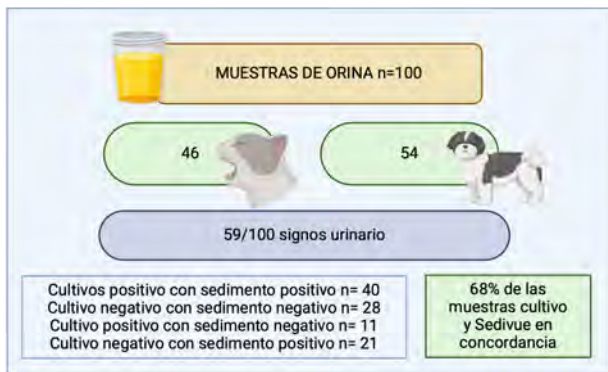 MUESTRAS DE ORINA n=100
46
54
59/100 signos urinario
Cultivos positivo con sedimento positivo n= 40
Cultivo negativo con sedimento negativo n= 28
Cultivo positivo con sedimento negativo n= 11
Cultivo negativo con sedimento positivo n= 21
68% de las
muestras cultivo
y Sedivue en
concordancia